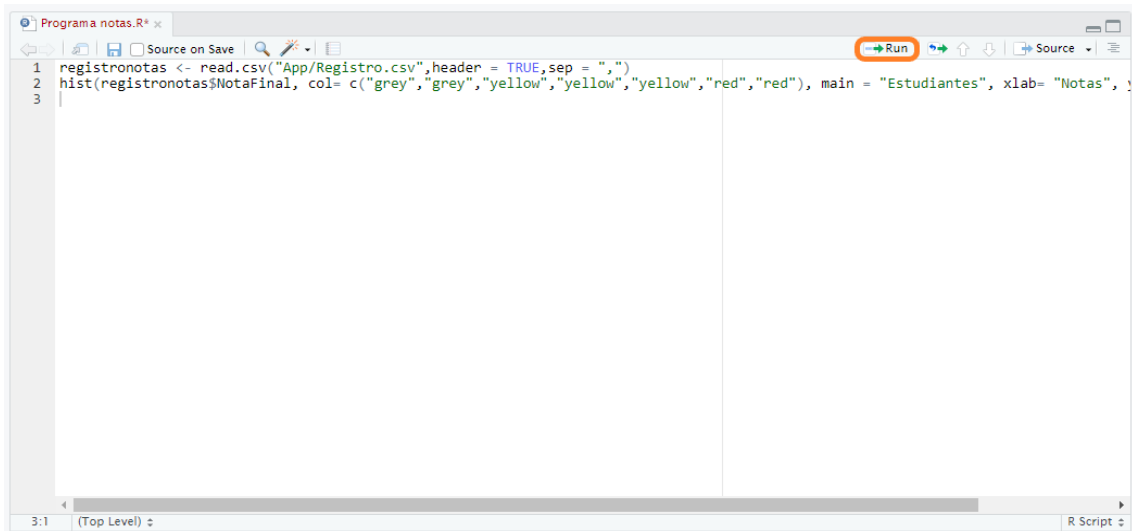 Programa notas.R*
Source on Save
Run
Source
1 registronotas <- read.csv("App/Registro.csv",header = TRUE,sep = ",")
2 hist(registronotas$NotaFinal, col= c("grey","grey","yellow","yellow","yellow","red","red"), main = "Estudiantes", xlab= "Notas",
3
3:1 (Top Level) R Script